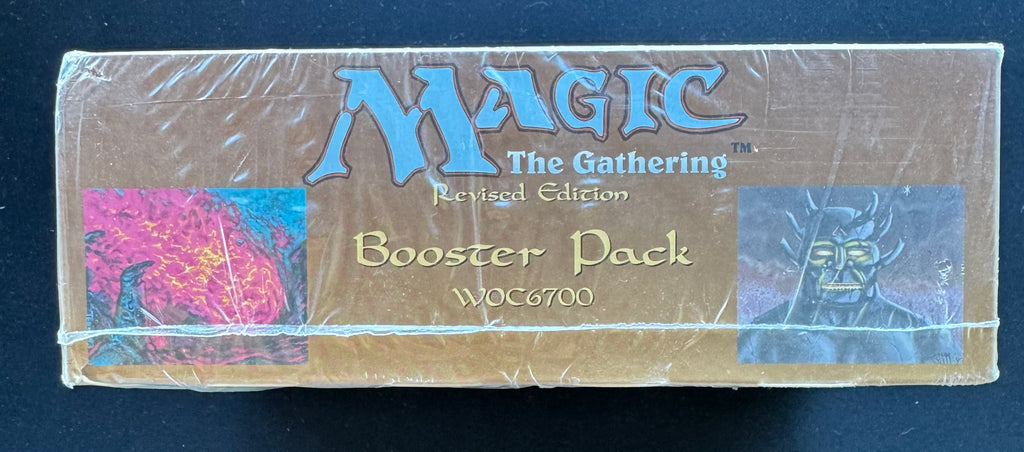 MAGIC
The Gathering™
Revised Edition
Booster Pack
WOC6700